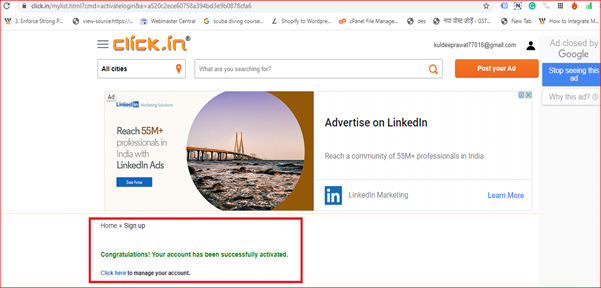 click.in/mylist.html?cmd=activatelogin&e=a520c2ece60758a394bd3e9b087fcfa6
3. Enforce Strong P...
view-source:https://...
Webmaster Central
scuba diving course...
Shopify to Wordpre...
cPanel File Manage...
des
नया पोस्ट जोड़ें ‹ GST...
New Tab
How to Integrate M...
click.in®
kuldeeprawat77018@gmail.com
All cities
What are you searching for?
Post your Ad
Ad closed by
Google
Stop seeing this
ad
Why this ad?
Ad
LinkedIn Marketing Solutions
Reach 55M+
professionals in
India with
LinkedIn Ads
See how
Advertise on LinkedIn
Reach a community of 55M+ professionals in India
in
LinkedIn Marketing
Learn More
Home » Sign up
Congratulations! Your account has been successfully activated.
Click here to manage your account.